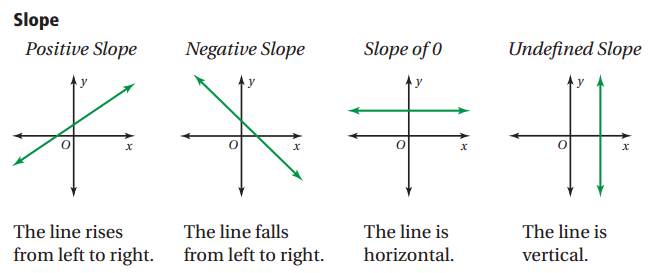 Slope
Positive Slope Negative Slope Slope of 0 Undefined Slope
y y y y
O x O x O x O x
The line rises The line falls The line is The line is
from left to right. from left to right. horizontal. vertical.